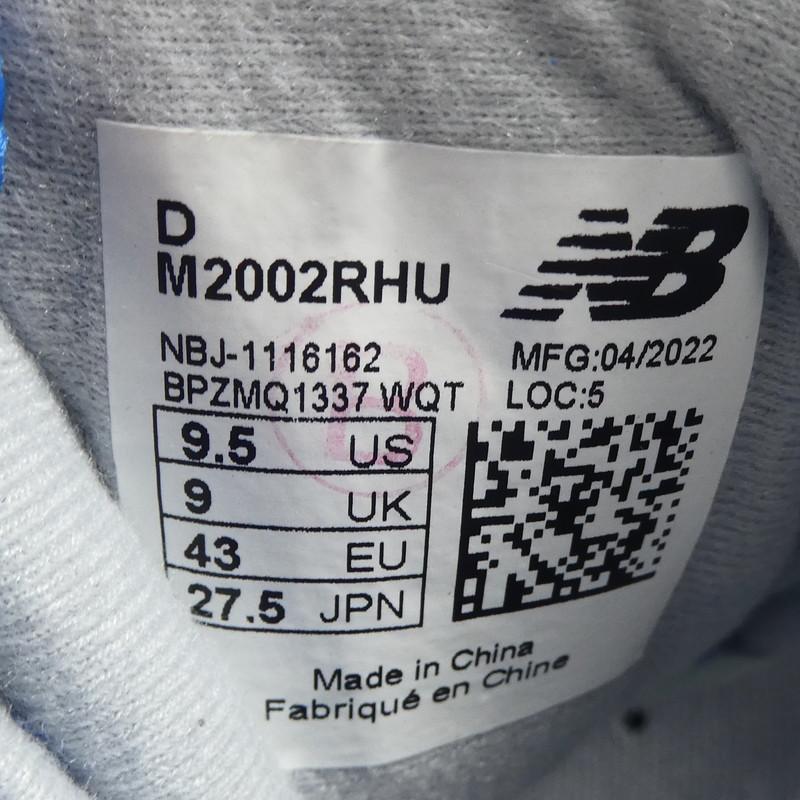 D
M2002RHU
NB
NBJ-1116162
MFG:04/2022
BPZMQ1337 WQT
LOC:5
9.5 US
9 UK
43 EU
27.5 JPN
Made in China
Fabriqué en Chine